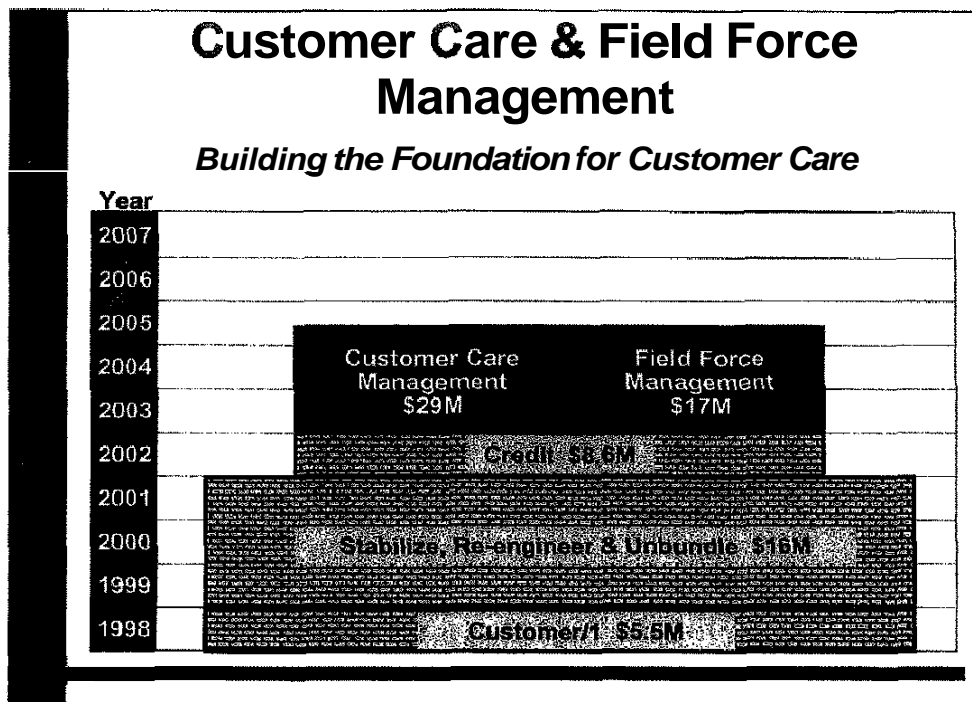 Customer Care & Field Force
Management
Building the Foundation for Customer Care
Year
2007
2006
2005
2004
2003
2002
2001
2000
1999
1998
Customer Care
Management
$29M
Field Force
Management
$17M
Credit $8.6M
Stabilize, Re-engineer & Unbundle $16M
Customer/1 $5.5M